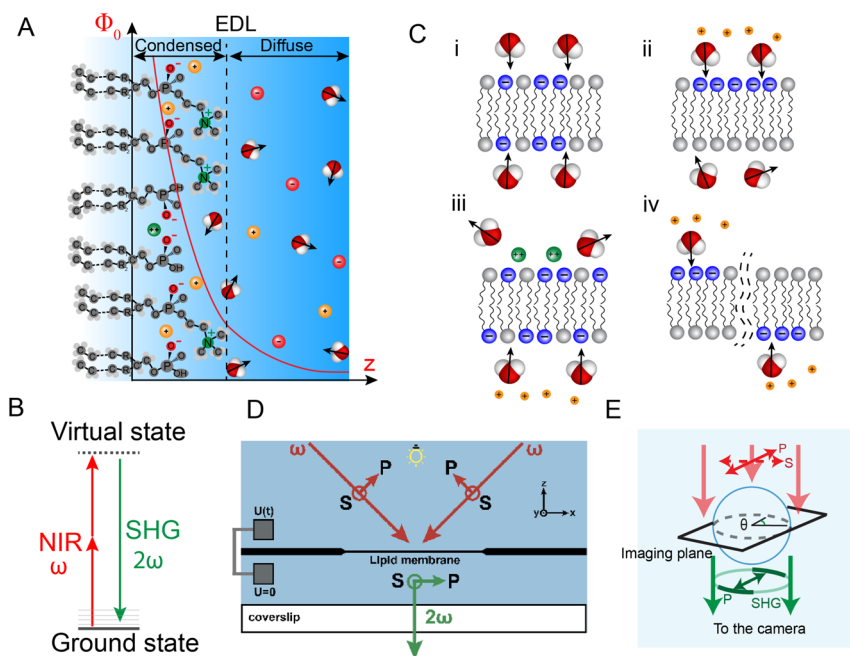 A
Φ0
EDL
Condensed
Diffuse
z
B
Virtual state
NIR
ω
SHG
2ω
Ground state
C
i
ii
iii
iv
D
ω
ω
P
S
P
S
U(t)
U=0
z
y
x
Lipid membrane
S
P
2ω
coverslip
E
P
S
θ
Imaging plane
P
SHG
To the camera